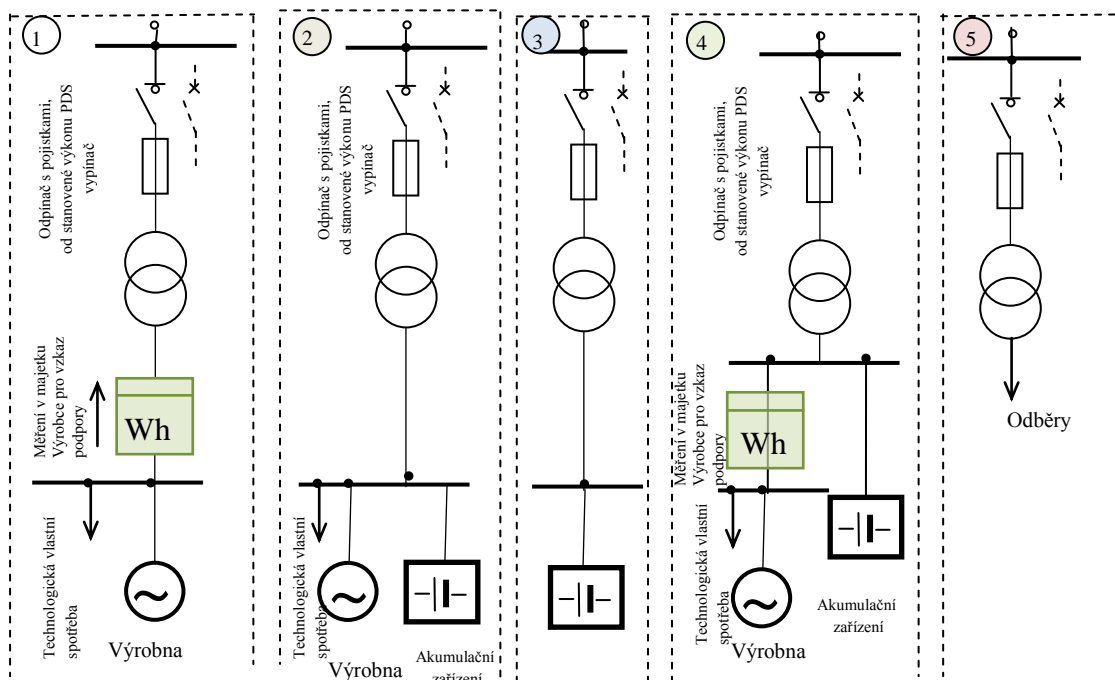 1
Odpínač s pojistkami,
od stanovené výkonu PDS
vypínač
Měření v majetku
Výrobce pro vzkaz
podpory
Wh
Technologická vlastní
spotřeba
Výrobna
2
Odpínač s pojistkami,
od stanovené výkonu PDS
vypínač
Technologická vlastní
spotřeba
Výrobna
Akumulační
zařízení
3
4
Odpínač s pojistkami,
od stanovené výkonu PDS
vypínač
Měření v majetku
Výrobce pro vzkaz
podpory
Wh
Technologická vlastní
spotřeba
Výrobna
Akumulační
zařízení
5
Odběry